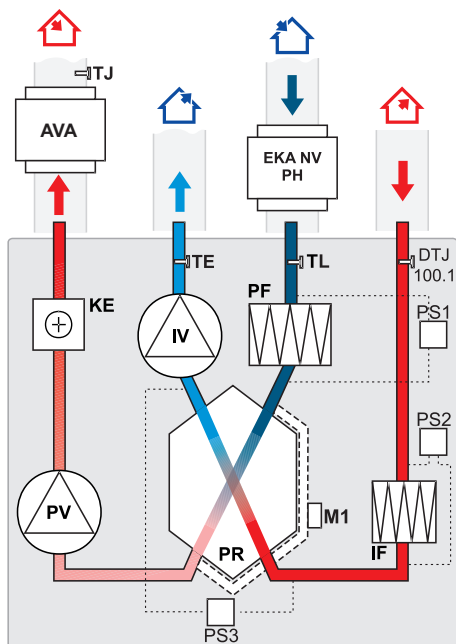 TJ
AVA
EKA NV
PH
TE
TL
DTJ
100.1
KE
IV
PF
PS1
PS2
PV
PR
M1
IF
PS3